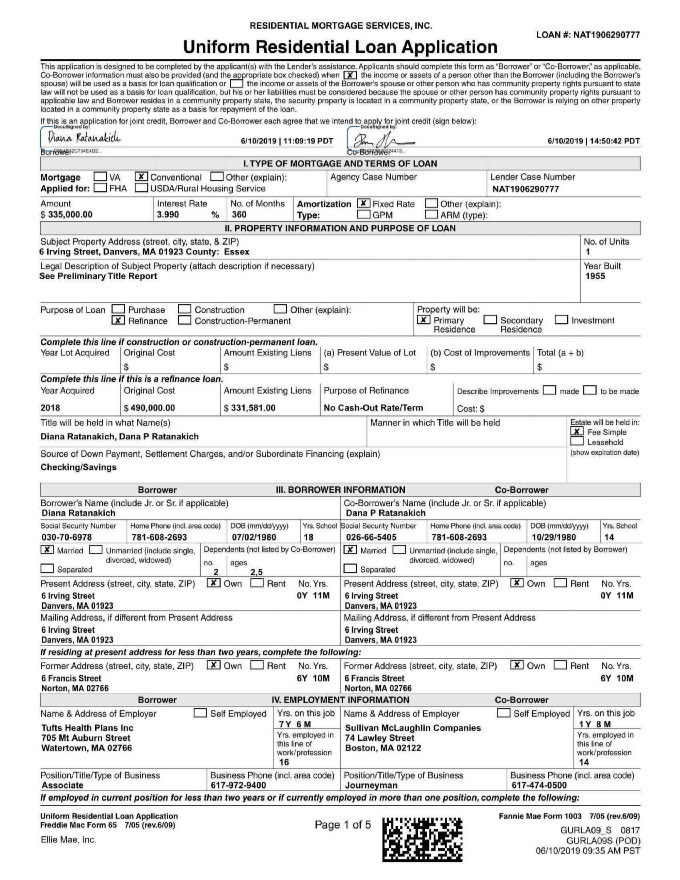 RESIDENTIAL MORTGAGE SERVICES, INC.
LOAN #: NAT1906290777
Uniform Residential Loan Application
This application is designed to be completed by the applicant(s) with the Lender's assistance. Applicants should complete this form as "Borrower" or "Co-Borrower," as applicable.
Co-Borrower information must also be provided (and the appropriate box checked) when X the income or assets of a person other than the Borrower (including the Borrower's
spouse) will be used as a basis for loan qualification or the income or assets of the Borrower's spouse or other person who has community property rights pursuant to state
law will not be used as a basis for loan qualification, but his or her liabilities must be considered because the spouse or other person has community property rights pursuant to
applicable law and Borrower resides in a community property state, the security property is located in a community property state, or the Borrower is relying on other property
located in a community property state as basis for repayment of the loan.
If this is an application for joint credit, Borrower and Co-Borrower each agree that we intend to apply for joint credit (sign below):
DocuSigned by: DocuSigned by:
Diana Ratanakich 6/10/2019 | 11:09:19 PDT 6/10/2019 | 14:50:42 PDT
Borrower Co-Borrower
I. TYPE OF MORTGAGE AND TERMS OF LOAN
Mortgage VA X Conventional Other (explain): Agency Case Number Lender Case Number
Applied for: FHA USDA/Rural Housing Service NAT1906290777
Amount Interest Rate No. of Months Amortization X Fixed Rate Other (explain):
$ 335,000.00 3.990 % 360 Type: GPM ARM (type):
II. PROPERTY INFORMATION AND PURPOSE OF LOAN
Subject Property Address (street, city, state, & ZIP) No. of Units
6 Irving Street, Danvers, MA 01923 County: Essex 1
Legal Description of Subject Property (attach description if necessary) Year Built
See Preliminary Title Report 1955
Purpose of Loan Purchase Construction Other (explain): Property will be:
X Refinance Construction-Permanent X Primary Residence Secondary Residence Investment
Complete this line if construction or construction-permanent loan.
Year Lot Acquired Original Cost Amount Existing Liens (a) Present Value of Lot (b) Cost of Improvements Total (a + b)
$ $ $ $ $
Complete this line if this is a refinance loan.
Year Acquired Original Cost Amount Existing Liens Purpose of Refinance Describe Improvements made to be made
2018 $ 490,000.00 $ 331,581.00 No Cash-Out Rate/Term Cost: $
Title will be held in what Name(s) Manner in which Title will be held Estate will be held in:
Diana Ratanakich, Dana P Ratanakich X Fee Simple
Leasehold
Source of Down Payment, Settlement Charges, and/or Subordinate Financing (explain) (show expiration date)
Checking/Savings
Borrower III. BORROWER INFORMATION Co-Borrower
Borrower's Name (include Jr. or Sr. if applicable) Co-Borrower's Name (include Jr. or Sr. if applicable)
Diana Ratanakich Dana P Ratanakich
Social Security Number Home Phone (incl. area code) DOB (mm/dd/yyyy) Yrs. School Social Security Number Home Phone (incl. area code) DOB (mm/dd/yyyy) Yrs. School
030-70-6978 781-608-2693 07/02/1980 18 026-66-5405 781-608-2693 10/29/1980 14
X Married Unmarried (include single, Dependents (not listed by Co-Borrower) X Married Unmarried (include single, Dependents (not listed by Borrower)
divorced, widowed) no. ages divorced, widowed) no. ages
Separated 2 2,5 Separated
Present Address (street, city, state, ZIP) X Own Rent No. Yrs. Present Address (street, city, state, ZIP) X Own Rent No. Yrs.
6 Irving Street 0Y 11M 6 Irving Street 0Y 11M
Danvers, MA 01923 Danvers, MA 01923
Mailing Address, if different from Present Address Mailing Address, if different from Present Address
6 Irving Street 6 Irving Street
Danvers, MA 01923 Danvers, MA 01923
If residing at present address for less than two years, complete the following:
Former Address (street, city, state, ZIP) X Own Rent No. Yrs. Former Address (street, city, state, ZIP) X Own Rent No. Yrs.
6 Francis Street 6Y 10M 6 Francis Street 6Y 10M
Norton, MA 02766 Norton, MA 02766
Borrower IV. EMPLOYMENT INFORMATION Co-Borrower
Name & Address of Employer Self Employed Yrs. on this job Name & Address of Employer Self Employed Yrs. on this job
7 Y 6 M 1 Y 8 M
Tufts Health Plans Inc Yrs. employed in Sullivan McLaughlin Companies Yrs. employed in
705 Mt Auburn Street this line of 74 Lawley Street this line of
Watertown, MA 02766 work/profession Boston, MA 02122 work/profession
16 14
Position/Title/Type of Business Business Phone (incl. area code) Position/Title/Type of Business Business Phone (incl. area code)
Associate 617-972-9400 Journeyman 617-474-0500
If employed in current position for less than two years or if currently employed in more than one position, complete the following:
Uniform Residential Loan Application Fannie Mae Form 1003 7/05 (rev.6/09)
Freddie Mac Form 65 7/05 (rev.6/09) Page 1 of 5
GURLA09_S 0817
Ellie Mae, Inc. GURLA09S (POD)
06/10/2019 09:35 AM PST